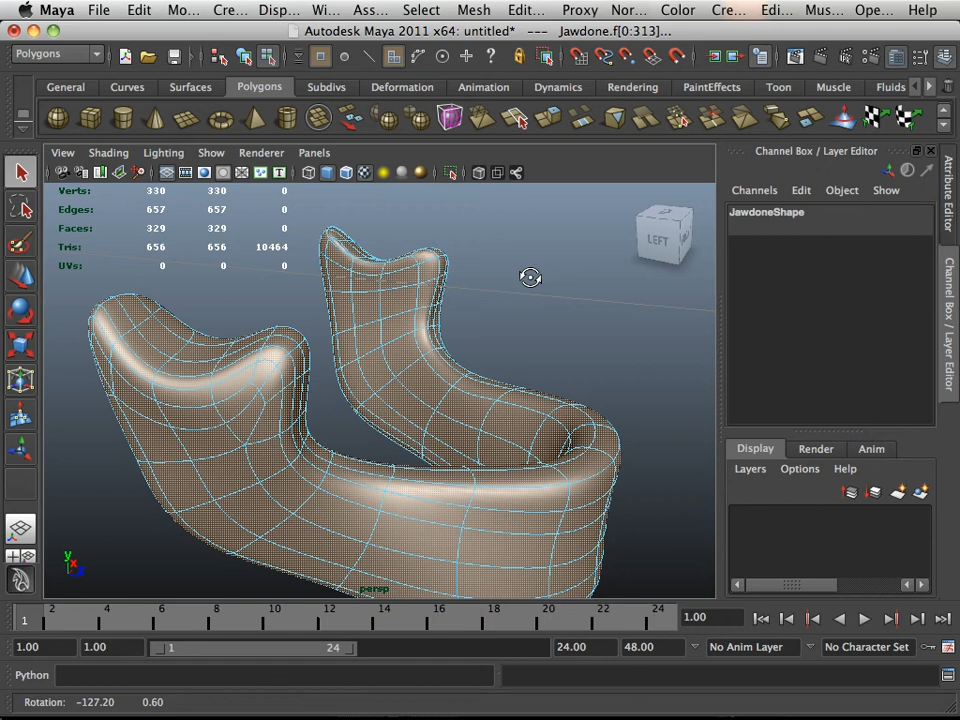 Maya File Edit Mo... Cre... Disp... Wi... Ass... Select Mesh Edit... Proxy Nor... Color Cre... Edi... Mus... Ope... Help
Autodesk Maya 2011 x64: untitled* --- Jawdone.f[0:313]...
Polygons
General Curves Surfaces Polygons Subdivs Deformation Animation Dynamics Rendering PaintEffects Toon Muscle Fluids
View Shading Lighting Show Renderer Panels
Channel Box / Layer Editor
Channels Edit Object Show
JawdoneShape
Verts: 330 330 0
Edges: 657 657 0
Faces: 329 329 0
Tris: 656 656 10464
UVs: 0 0 0
LEFT
Attribute Editor
Channel Box / Layer Editor
Display Render Anim
Layers Options Help
y
x
z
persp
2 4 6 8 10 12 14 16 18 20 22 24
1
1.00
1.00 1.00 1 24 24.00 48.00 No Anim Layer No Character Set
Python
Rotation: -127.20 0.60